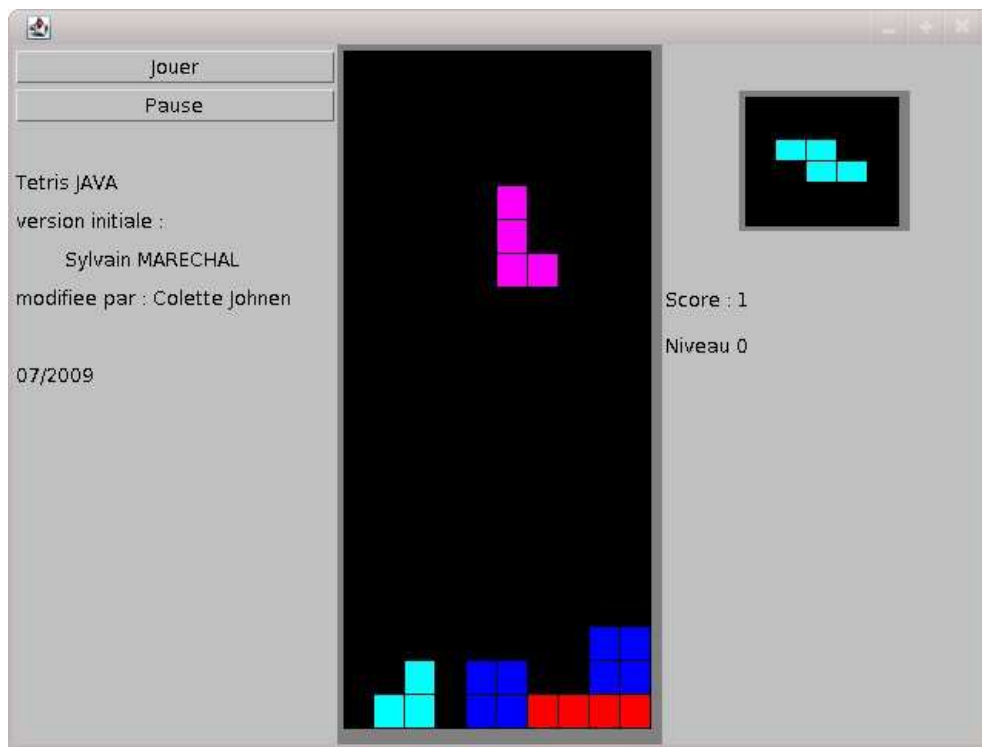 Jouer
Pause
Tetris JAVA
version initiale :
Sylvain MARECHAL
modifiee par : Colette Johnen
07/2009
Score : 1
Niveau 0